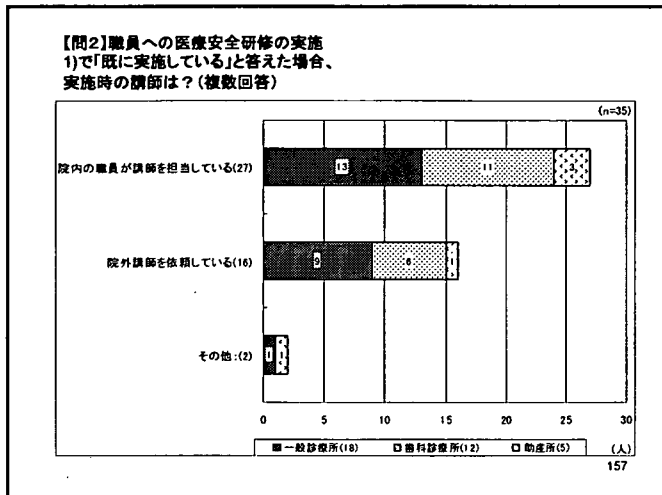 【問2】職員への医療安全研修の実施
1)で「既に実施している」と答えた場合、
実施時の講師は？(複数回答)
(n=35)
院内の職員が講師を担当している(27)
13
11
3
院外講師を依頼している(16)
9
6
1
その他:(2)
1
1
0 5 10 15 20 25 30
■一般診療所(18) □歯科診療所(12) □助産所(5)
(人)
157